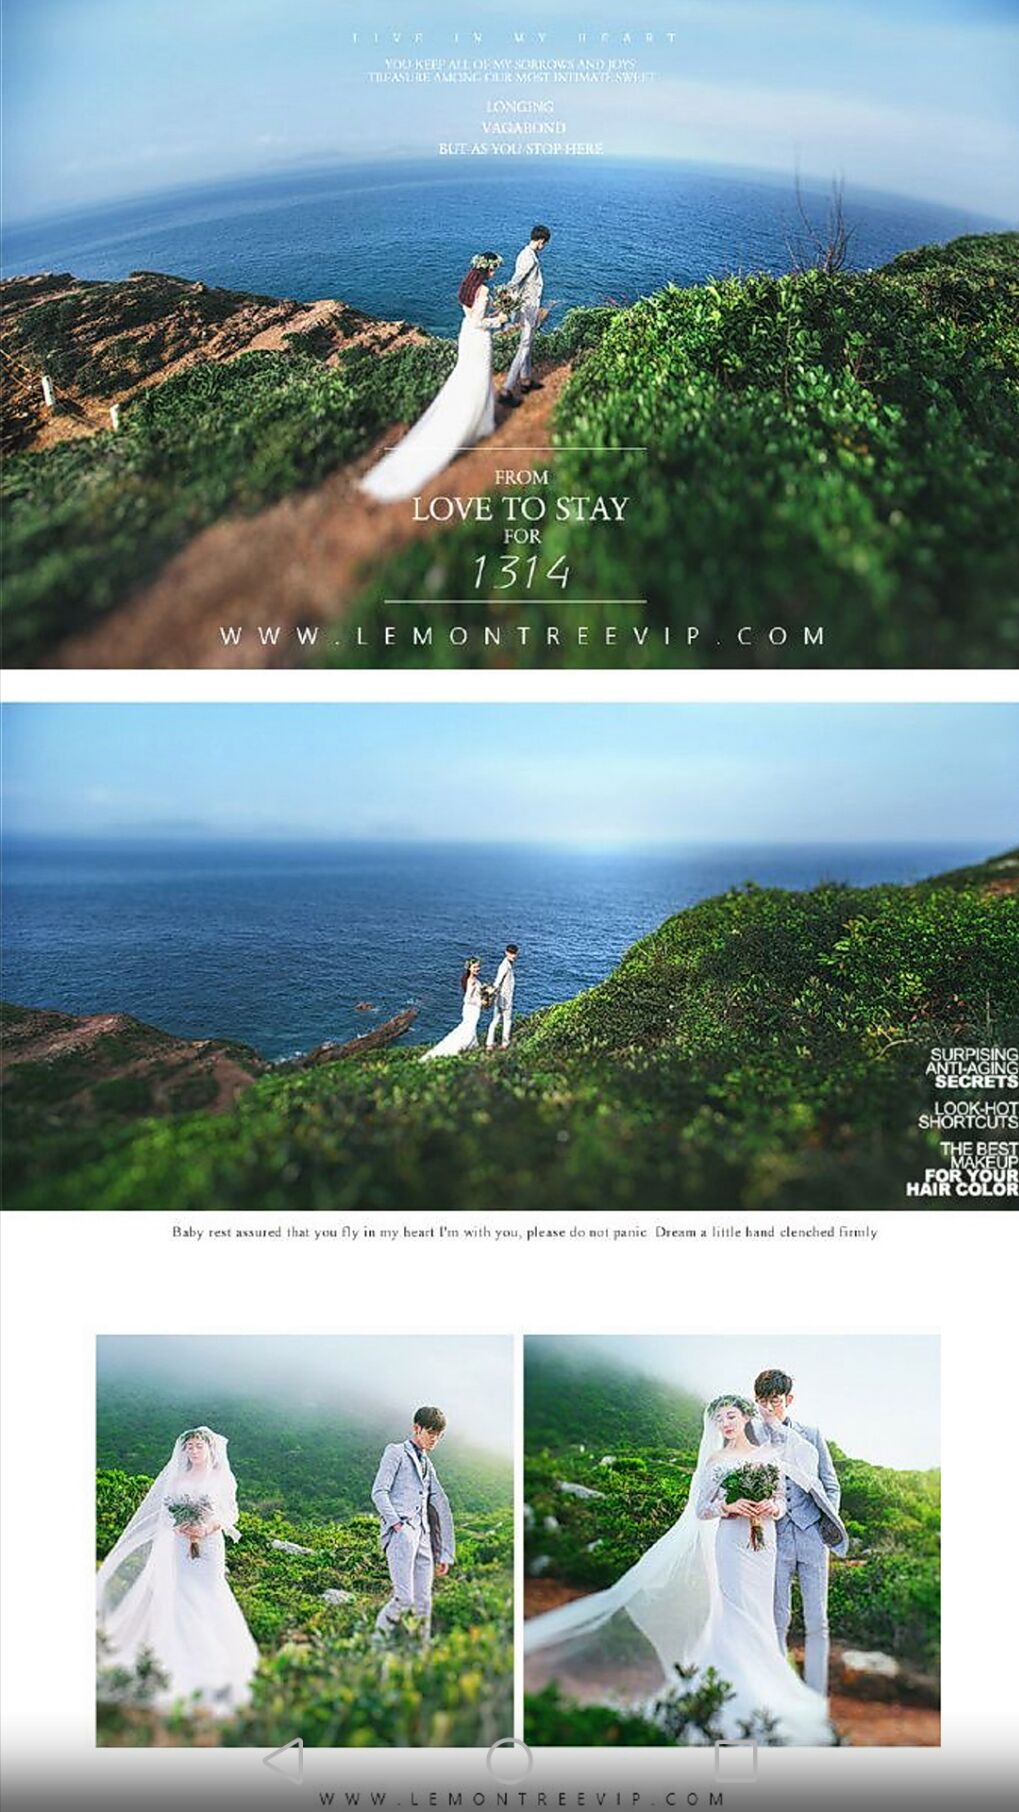 LIVE IN MY HEART
YOU KEEP ALL OF MY SORROWS AND JOYS
TREASURE AMONG OUR MOST INTIMATE SWEET
LONGING
VAGABOND
BUT AS YOU STOP HERE
FROM
LOVE TO STAY
FOR
1314
WWW.LEMONTREEVIP.COM
SURPISING
ANTI-AGING
SECRETS
LOOK-HOT
SHORTCUTS
THE BEST
MAKEUP
FOR YOUR
HAIR COLOR
Baby rest assured that you fly in my heart I'm with you, please do not panic Dream a little hand clenched firmly
WWW.LEMONTREEVIP.COM